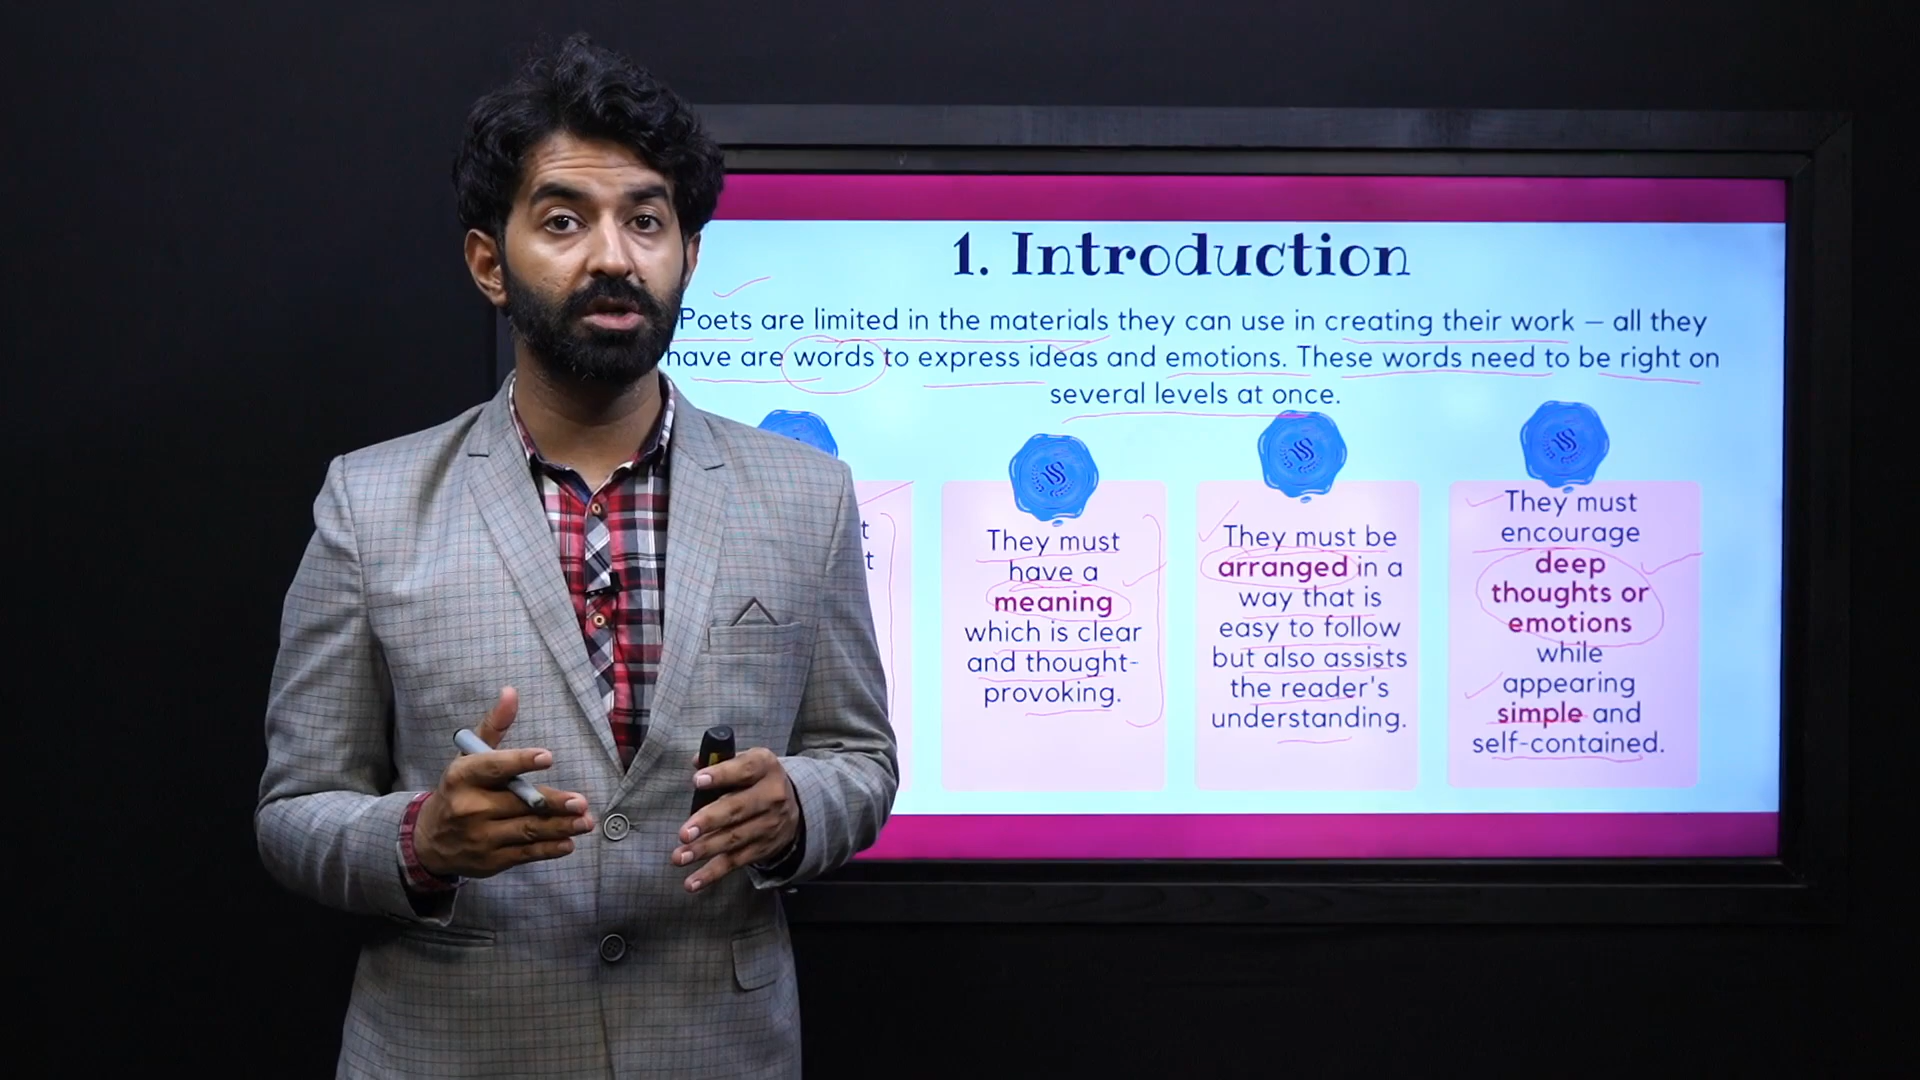 1. Introduction
Poets are limited in the materials they can use in creating their work – all they
have are words to express ideas and emotions. These words need to be right on
several levels at once.
They must
have a
meaning
which is clear
and thought-
provoking.
They must be
arranged in a
way that is
easy to follow
but also assists
the reader's
understanding.
They must
encourage
deep
thoughts or
emotions
while
appearing
simple and
self-contained.